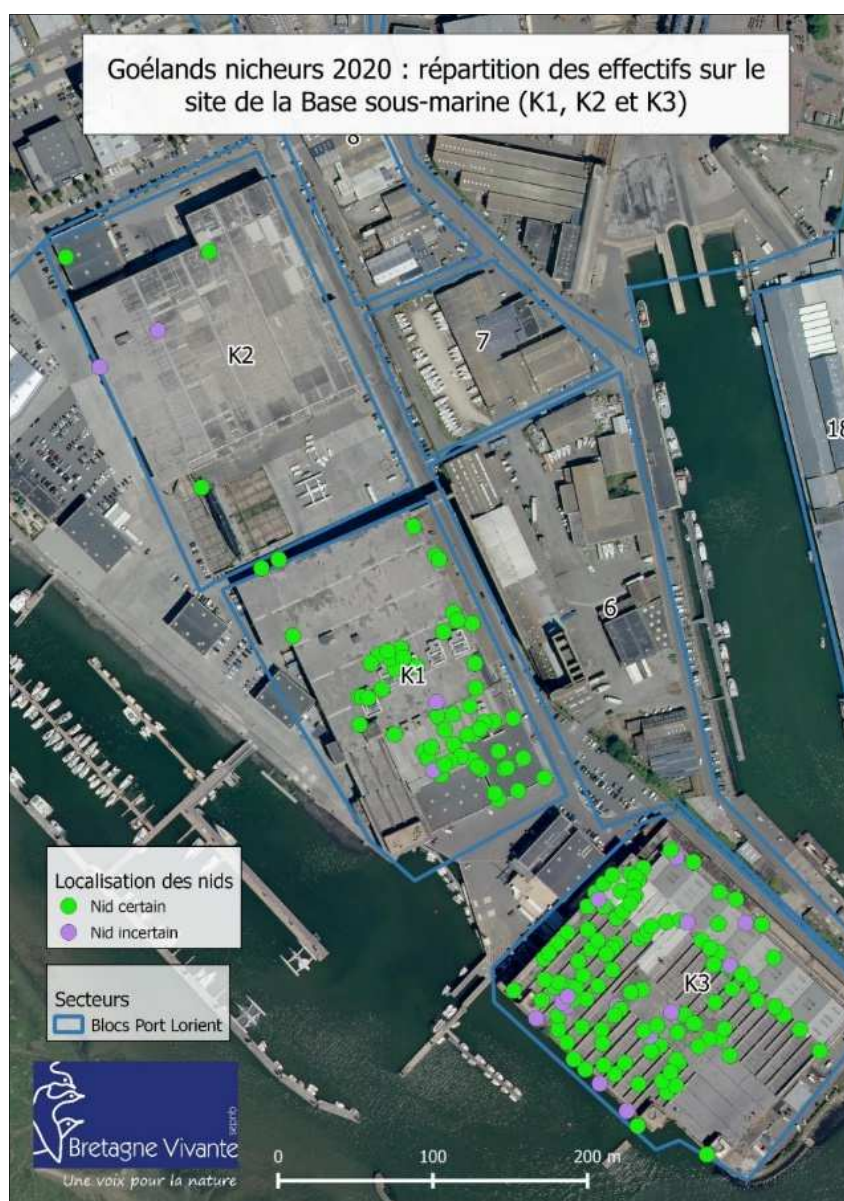 Goélands nicheurs 2020 : répartition des effectifs sur le
site de la Base sous-marine (K1, K2 et K3)
8
K2
7
18
6
K1
K3
Localisation des nids
Nid certain
Nid incertain
Secteurs
Blocs Port Lorient
Bretagne Vivante
sepnb
Une voix pour la nature
0 100 200 m